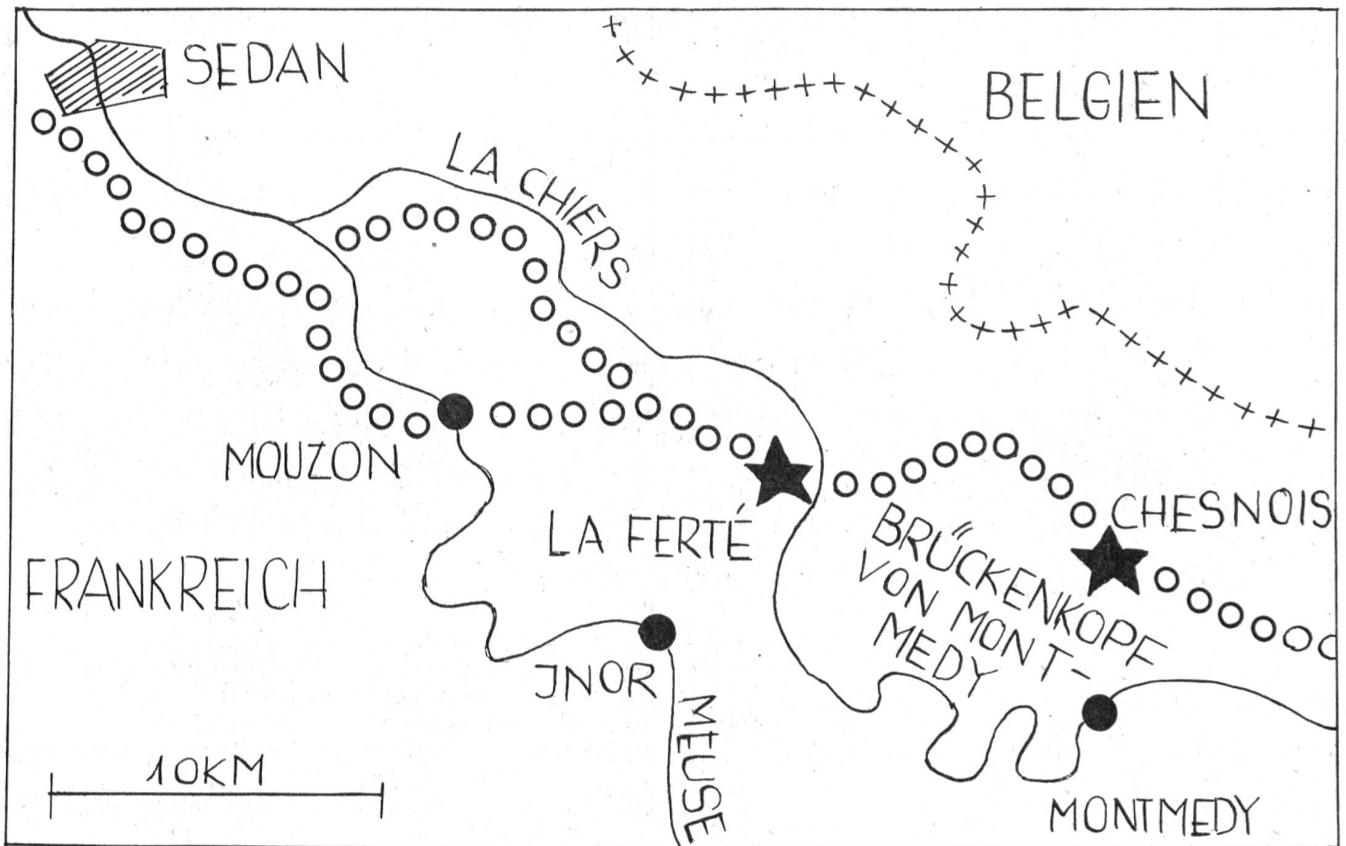 SEDAN
BELGIEN
LA CHIERS
MOUZON
LA FERTÉ
CHESNOIS
BRÜCKENKOPF
VON MONT-
MEDY
FRANKREICH
JNOR
MEUSE
10KM
MONTMEDY